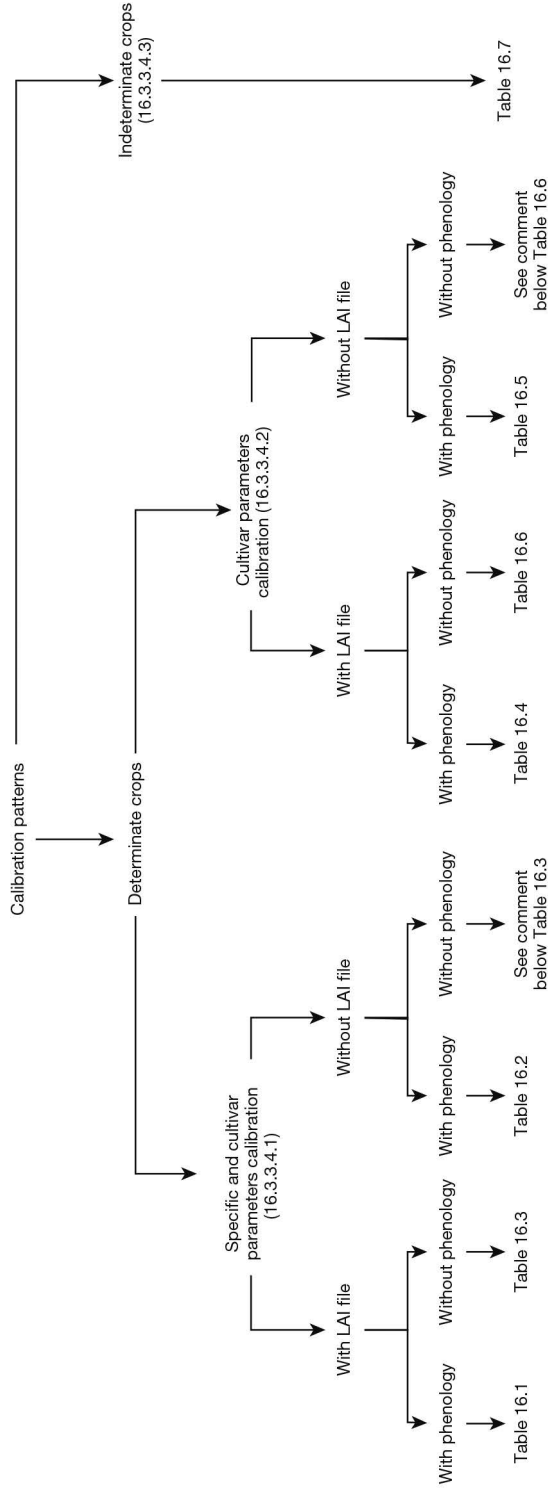 Calibration patterns
Determinate crops
Indeterminate crops
(16.3.3.4.3)
Specific and cultivar
parameters calibration
(16.3.3.4.1)
Cultivar parameters
calibration (16.3.3.4.2)
With LAI file
Without LAI file
With LAI file
Without LAI file
With phenology
Without phenology
With phenology
Without phenology
With phenology
Without phenology
With phenology
Without phenology
Table 16.1
Table 16.3
Table 16.2
See comment
below Table 16.3
Table 16.4
Table 16.6
Table 16.5
See comment
below Table 16.6
Table 16.7